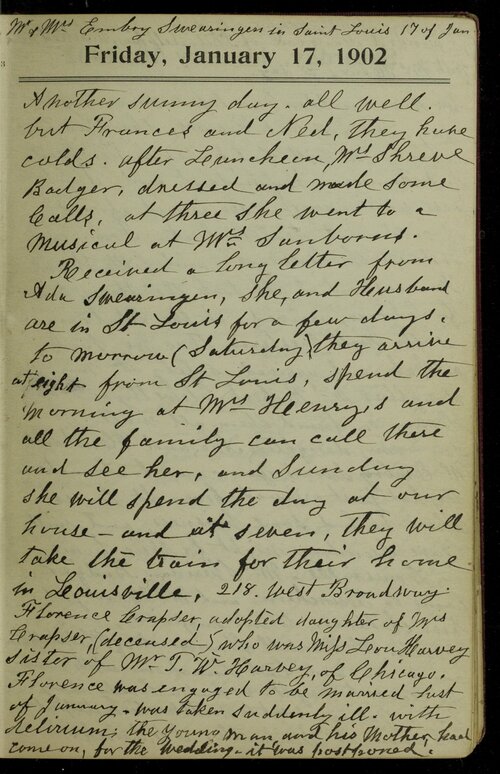 Mr & Mrs Embry Swearingen in Saint Louis 17 of Jan
Friday, January 17, 1902
Another sunny day. all well.
but Frances and Ned, they have
colds. after Luncheon, Mrs Shreve
Badger, dressed and made some
Calls, at three she went to a
Musical at Mrs Sanborns.
Received a long letter from
Ada Swearingen, She, and Husband
are in St Louis for a few days.
to morrow (Saturday) they arrive
at eight from St Louis, spend the
morning at Mrs Heenrys and
all the family can call there
and see her, and Sunday
she will spend the day at our
house - and at seven, they will
take the train for their home
in Louisville, 218. West Broadway.
Florence Crapser, adopted daughter of Mrs
Crapser, (deceased) who was Miss Lou Harvey
sister of Mr T. W. Harvey, of Chicago.
Florence was engaged to be married last
of January - was taken suddenly ill. with
delirium; the young man and his Mother, had
come on, for the wedding - it was postponed.